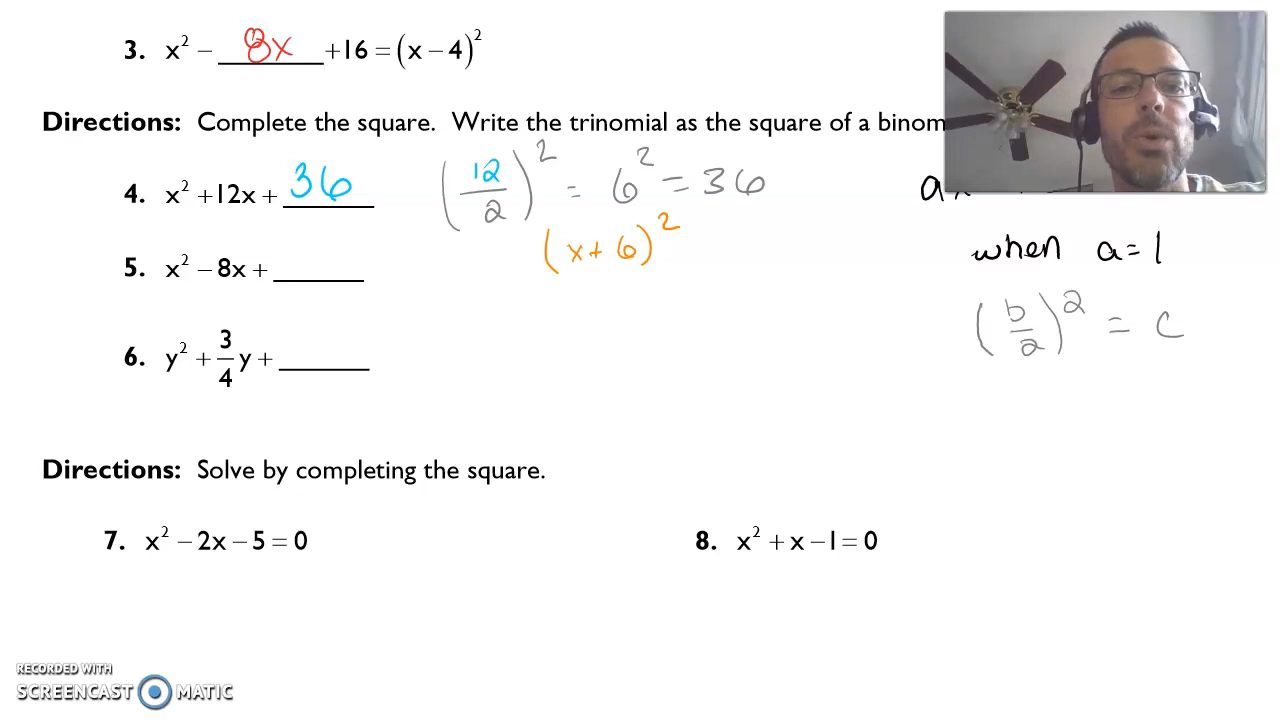 3. x² − 8x +16 = (x − 4)²
Directions: Complete the square. Write the trinomial as the square of a binom
4. x² +12x + 36 (12/2)² = 6² = 36
(x + 6)²
when a = 1
5. x² − 8x + ______
(b/2)² = c
6. y² + 3/4 y + ______
Directions: Solve by completing the square.
7. x² − 2x − 5 = 0 8. x² + x − 1 = 0
RECORDED WITH
SCREENCAST MATIC